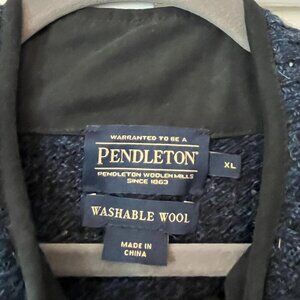 WARRANTED TO BE A
PENDLETON
PENDLETON WOOLEN MILLS
SINCE 1863
XL
WASHABLE WOOL
MADE IN
CHINA